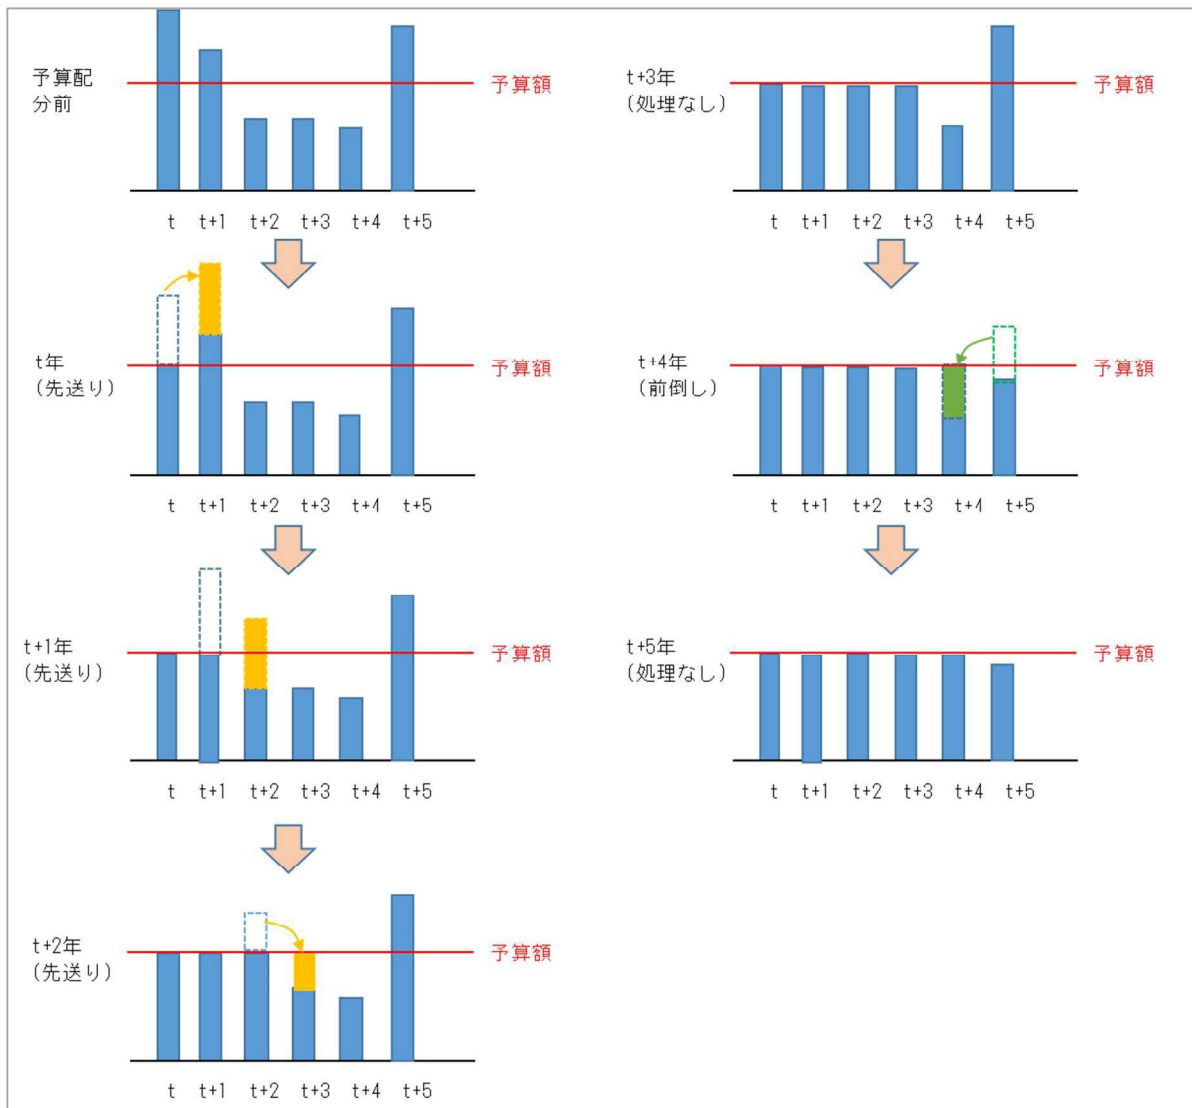 予算配
分前
予算額
t t+1 t+2 t+3 t+4 t+5
t年
(先送り)
予算額
t t+1 t+2 t+3 t+4 t+5
t+1年
(先送り)
予算額
t t+1 t+2 t+3 t+4 t+5
t+2年
(先送り)
予算額
t t+1 t+2 t+3 t+4 t+5
t+3年
(処理なし)
予算額
t t+1 t+2 t+3 t+4 t+5
t+4年
(前倒し)
予算額
t t+1 t+2 t+3 t+4 t+5
t+5年
(処理なし)
予算額
t t+1 t+2 t+3 t+4 t+5